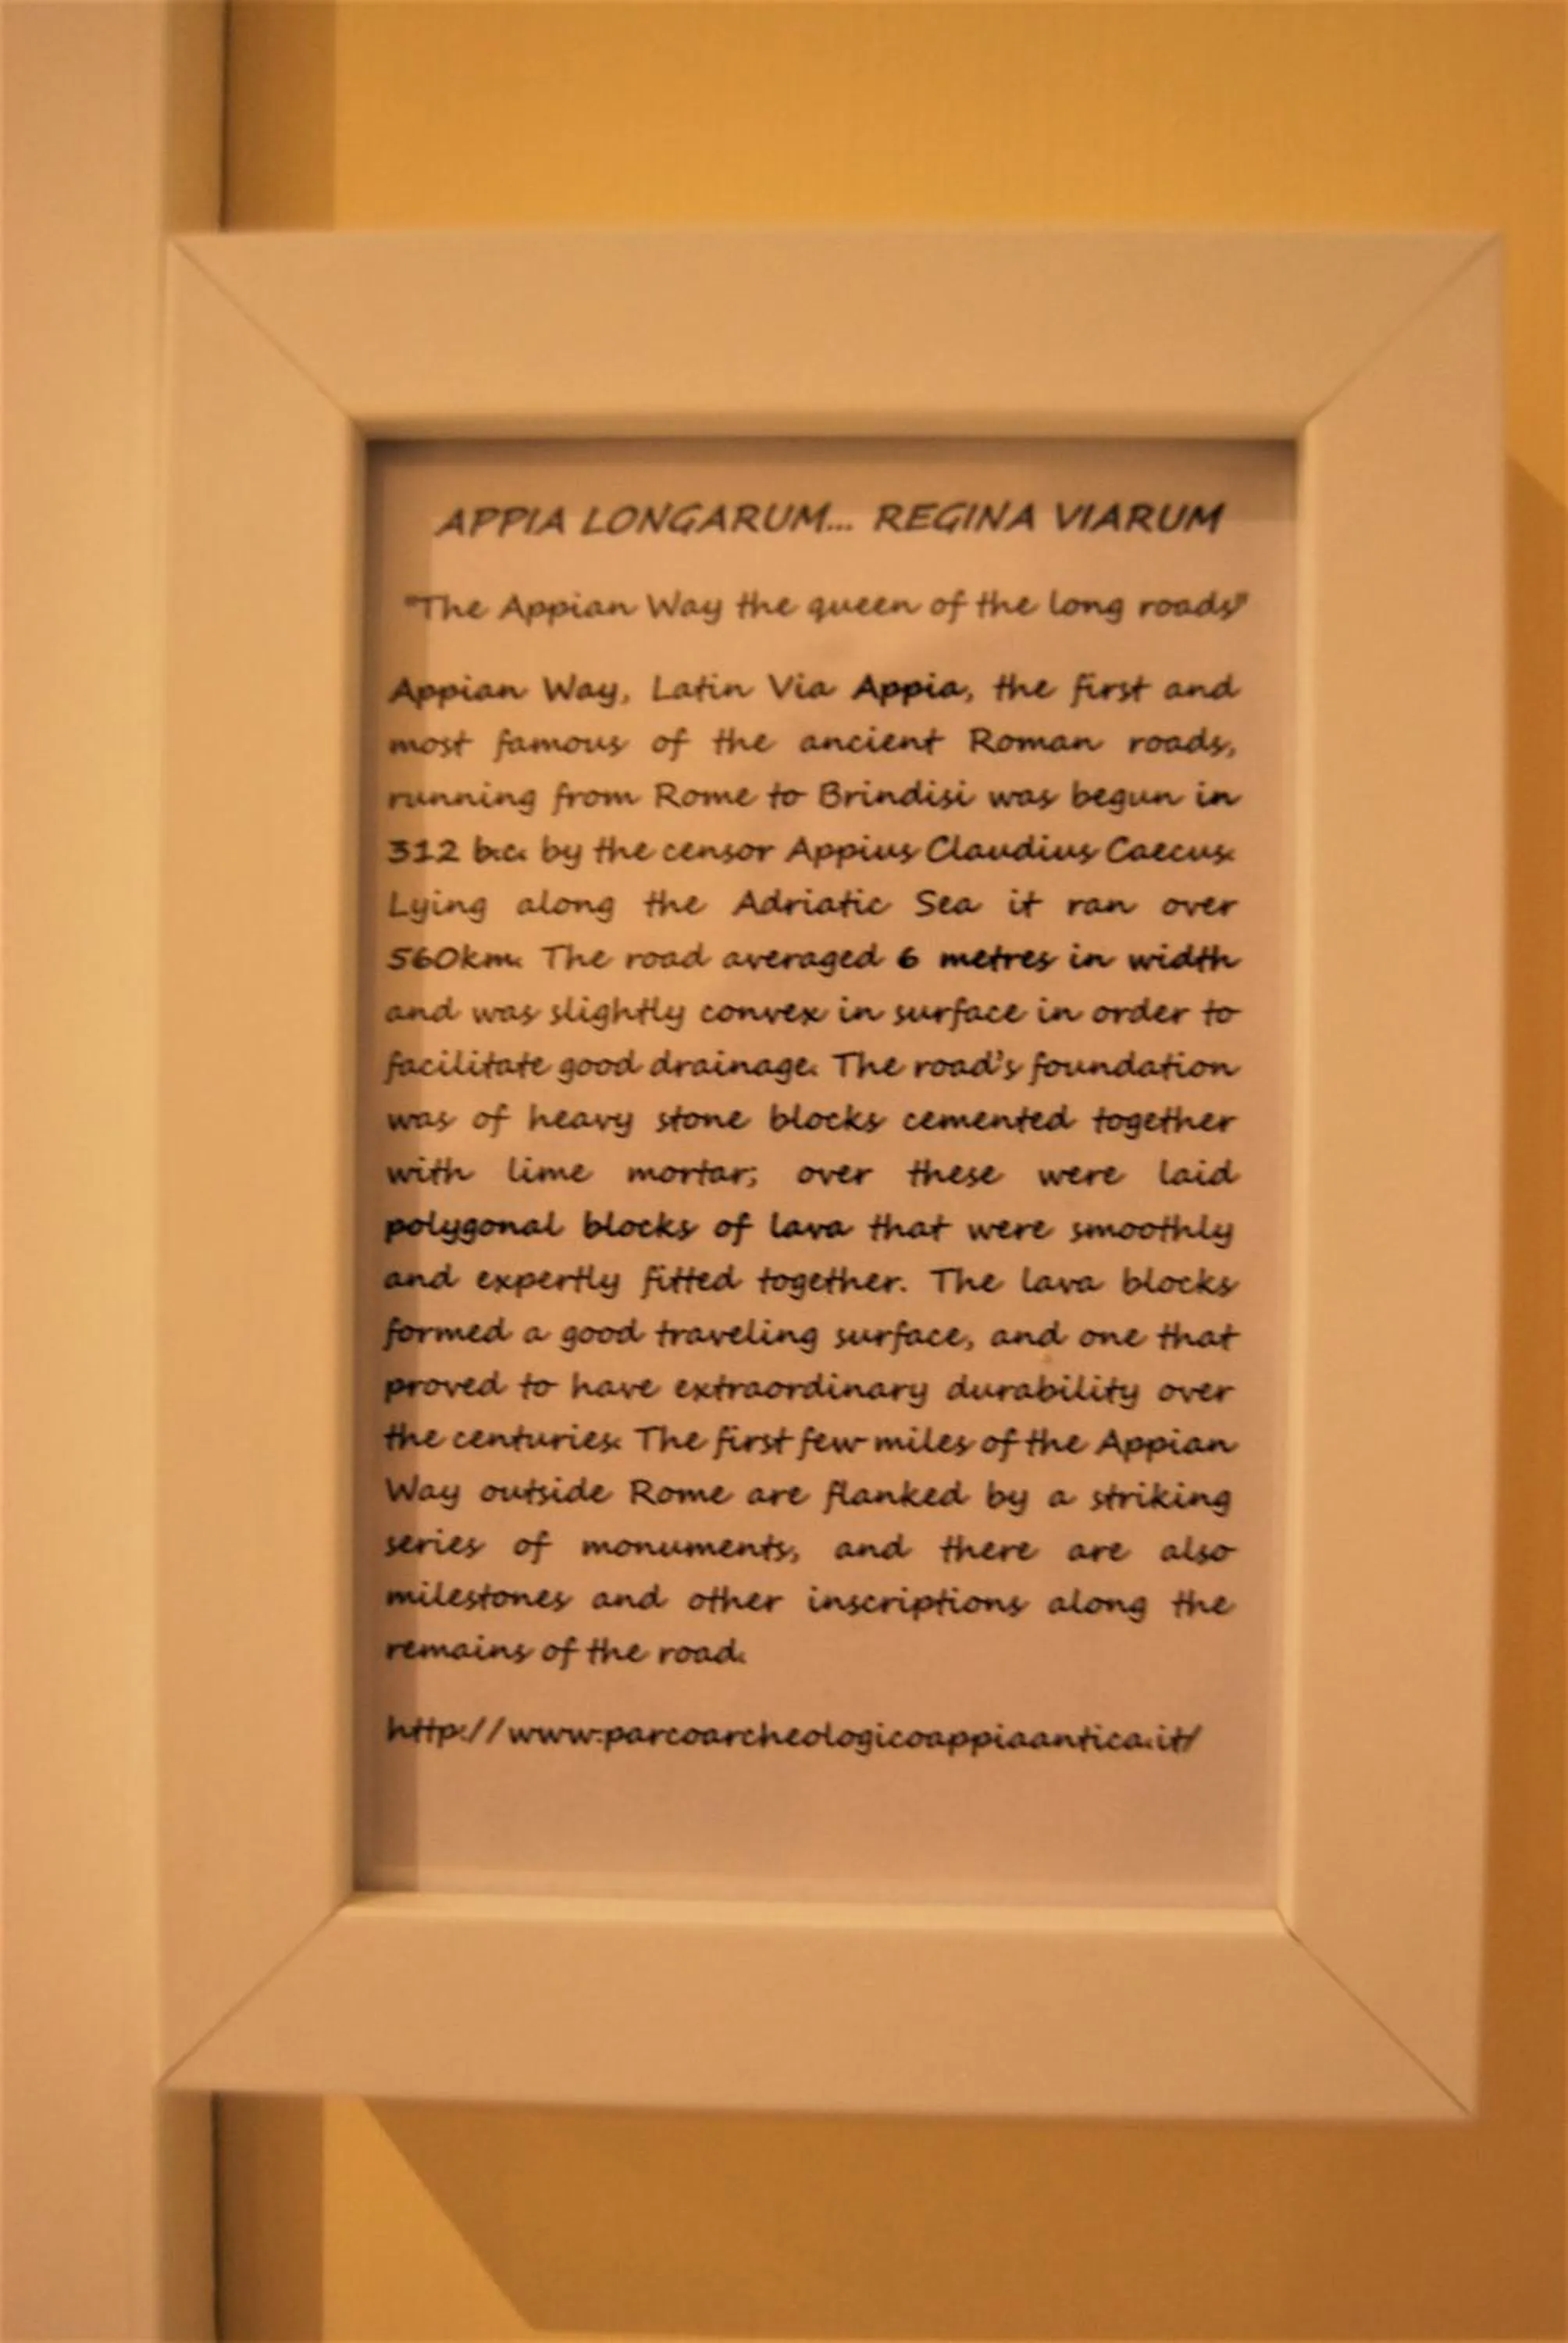 APPIA LONGARUM... REGINA VIARUM
"The Appian Way the queen of the long roads"
Appian Way, Latin Via Appia, the first and
most famous of the ancient Roman roads,
running from Rome to Brindisi was begun in
312 b.c. by the censor Appius Claudius Caecus.
Lying along the Adriatic Sea it ran over
560km. The road averaged 6 metres in width
and was slightly convex in surface in order to
facilitate good drainage. The road's foundation
was of heavy stone blocks cemented together
with lime mortar; over these were laid
polygonal blocks of lava that were smoothly
and expertly fitted together. The lava blocks
formed a good traveling surface, and one that
proved to have extraordinary durability over
the centuries. The first few miles of the Appian
Way outside Rome are flanked by a striking
series of monuments, and there are also
milestones and other inscriptions along the
remains of the road.
http://www.parcoarcheologicoappiaantica.it/